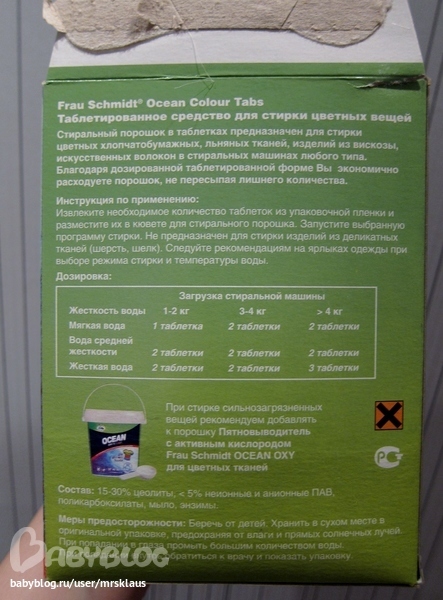 Frau Schmidt® Ocean Colour Tabs
Таблетированное средство для стирки цветных вещей
Стиральный порошок в таблетках предназначен для стирки
цветных хлопчатобумажных, льняных тканей, изделий из вискозы,
искусственных волокон в стиральных машинах любого типа.
Благодаря дозированной таблетированной форме Вы экономично
расходуете порошок, не пересыпая лишнего количества.
Инструкция по применению:
Извлеките необходимое количество таблеток из упаковочной пленки и
разместите их в кювете для стирального порошка. Запустите выбранную
программу стирки. Не предназначен для стирки изделий из деликатных
тканей (шерсть, шелк). Следуйте рекомендациям на ярлыках одежды при
выборе режима стирки и температуры воды.
Дозировка:
Загрузка стиральной машины
Жесткость воды 1-2 кг 3-4 кг > 4 кг
Мягкая вода 1 таблетка 2 таблетки 2 таблетки
Вода средней
жесткости 2 таблетки 2 таблетки 2 таблетки
Жесткая вода 2 таблетки 2 таблетки 3 таблетки
При стирке сильнозагрязненных
вещей рекомендуем добавлять
к порошку Пятновыводитель
с активным кислородом
Frau Schmidt OCEAN OXY
для цветных тканей
OCEAN
Состав: 15-30% цеолиты, < 5% неионные и анионные ПАВ,
поликарбоксилаты, мыло, энзимы.
Меры предосторожности: Беречь от детей. Хранить в сухом месте в
оригинальной упаковке, предохраняя от влаги и прямых солнечных лучей.
При попадании в глаза промыть большим количеством воды.
обратиться к врачу и показать упаковку.
BABYBLOG
babyblog.ru/user/mrsklaus